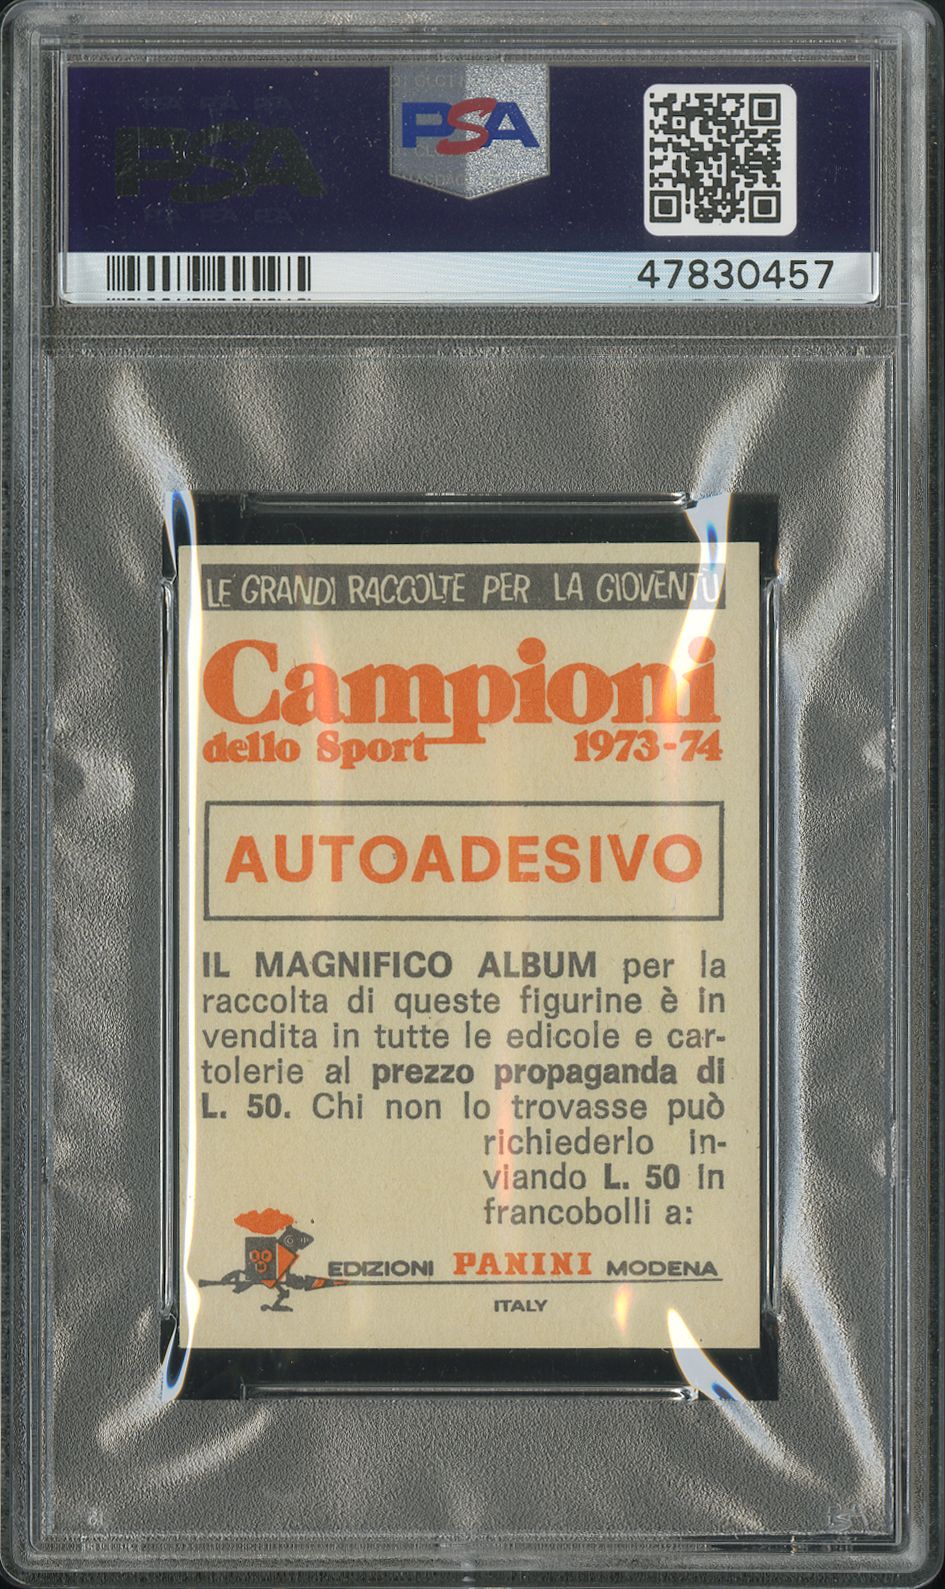 PSA
PSA
47830457
LE GRANDI RACCOLTE PER LA GIOVENTÙ
Campioni
dello Sport 1973-74
AUTOADESIVO
IL MAGNIFICO ALBUM per la
raccolta di queste figurine è in
vendita in tutte le edicole e car-
tolerie al prezzo propaganda di
L. 50. Chi non lo trovasse può
richiederlo in-
viando L. 50 in
francobolli a:
EDIZIONI PANINI MODENA
ITALY